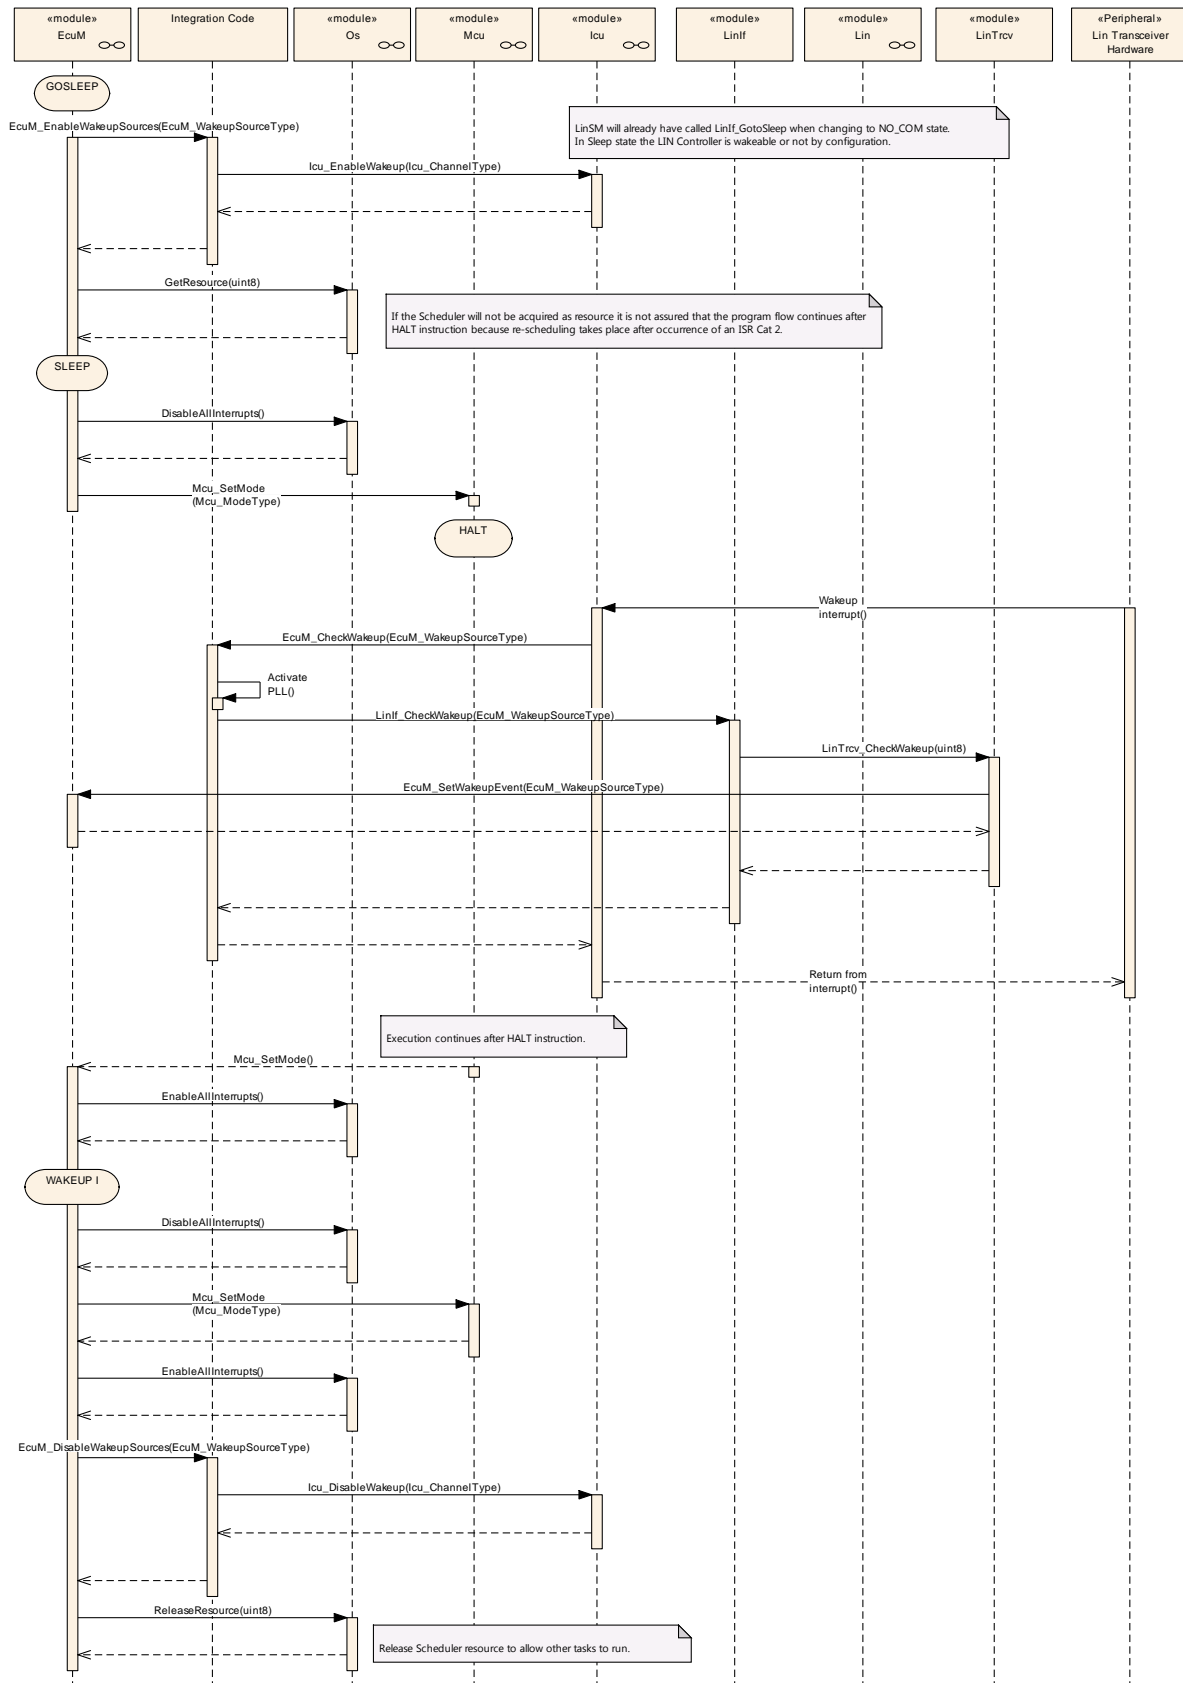 «module»
EcuM
Integration Code
«module»
Os
«module»
Mcu
«module»
Icu
«module»
LinIf
«module»
Lin
«module»
LinTrcv
«Peripheral»
Lin Transceiver
Hardware
GOSLEEP
EcuM_EnableWakeupSources(EcuM_WakeupSourceType)
LinSM will already have called LinIf_GotoSleep when changing to NO_COM state.
In Sleep state the LIN Controller is wakeable or not by configuration.
Icu_EnableWakeup(Icu_ChannelType)
GetResource(uint8)
If the Scheduler will not be acquired as resource it is not assured that the program flow continues after
HALT instruction because re-scheduling takes place after occurrence of an ISR Cat 2.
SLEEP
DisableAllInterrupts()
Mcu_SetMode
(Mcu_ModeType)
HALT
Wakeup
interrupt()
EcuM_CheckWakeup(EcuM_WakeupSourceType)
Activate
PLL()
LinIf_CheckWakeup(EcuM_WakeupSourceType)
LinTrcv_CheckWakeup(uint8)
EcuM_SetWakeupEvent(EcuM_WakeupSourceType)
Return from
interrupt()
Execution continues after HALT instruction.
Mcu_SetMode()
EnableAllInterrupts()
WAKEUP I
DisableAllInterrupts()
Mcu_SetMode
(Mcu_ModeType)
EnableAllInterrupts()
EcuM_DisableWakeupSources(EcuM_WakeupSourceType)
Icu_DisableWakeup(Icu_ChannelType)
ReleaseResource(uint8)
Release Scheduler resource to allow other tasks to run.